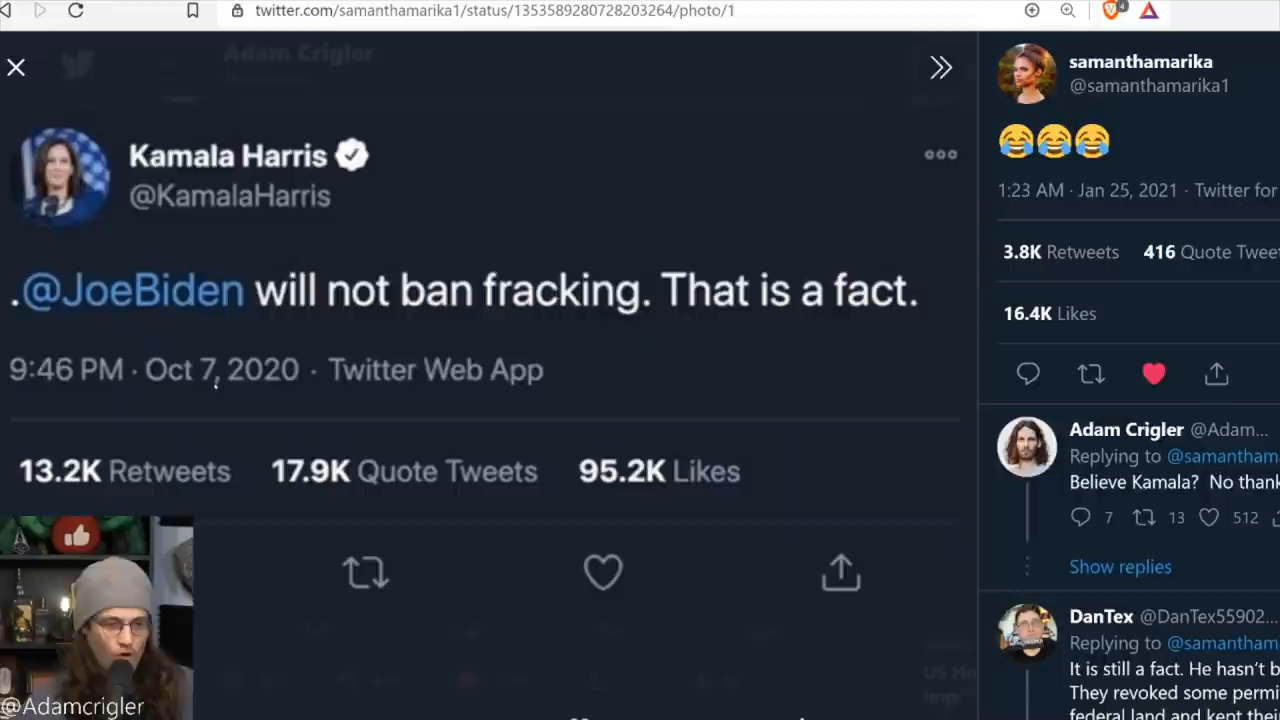 twitter.com/samanthamarika1/status/1353589280728203264/photo/1
Adam Crigler
Kamala Harris
@KamalaHarris
.@JoeBiden will not ban fracking. That is a fact.
9:46 PM · Oct 7, 2020 · Twitter Web App
13.2K Retweets 17.9K Quote Tweets 95.2K Likes
@Adamcrigler
samanthamarika
@samanthamarika1
😂😂😂
1:23 AM · Jan 25, 2021 · Twitter for
3.8K Retweets 416 Quote Tweet
16.4K Likes
Adam Crigler @Adam...
Replying to @samantham
Believe Kamala? No thank
7 13 512
Show replies
DanTex @DanTex55902...
Replying to @samantham
It is still a fact. He hasn't b
They revoked some permi
federal land and kept thei